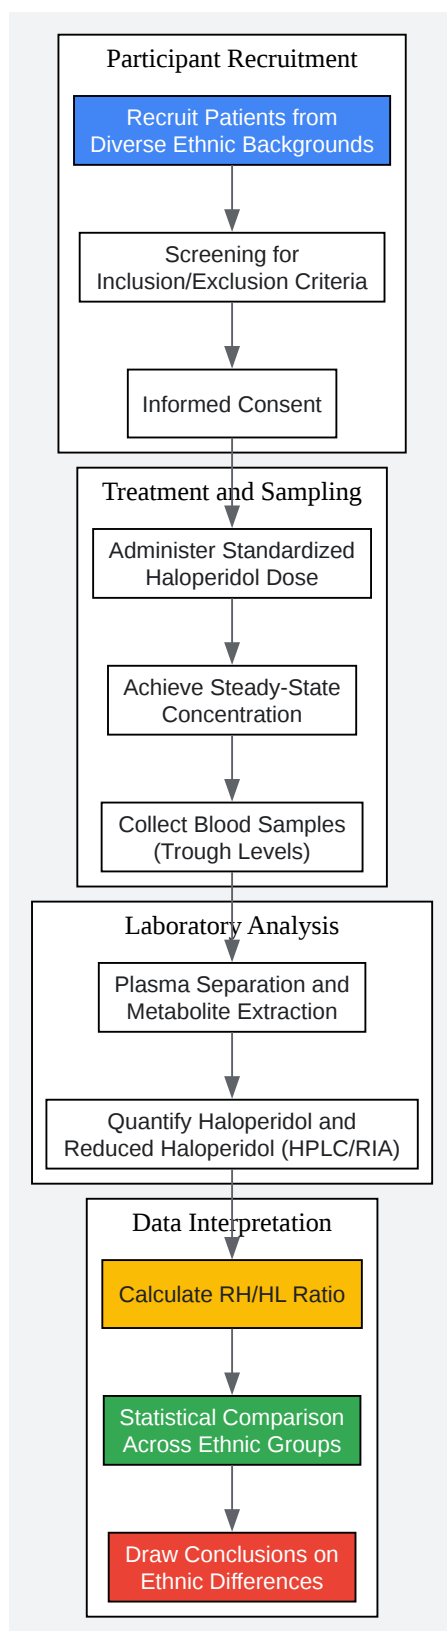 Participant Recruitment
Recruit Patients from
Diverse Ethnic Backgrounds
Screening for
Inclusion/Exclusion Criteria
Informed Consent
Treatment and Sampling
Administer Standardized
Haloperidol Dose
Achieve Steady-State
Concentration
Collect Blood Samples
(Trough Levels)
Laboratory Analysis
Plasma Separation and
Metabolite Extraction
Quantify Haloperidol and
Reduced Haloperidol (HPLC/RIA)
Data Interpretation
Calculate RH/HL Ratio
Statistical Comparison
Across Ethnic Groups
Draw Conclusions on
Ethnic Differences